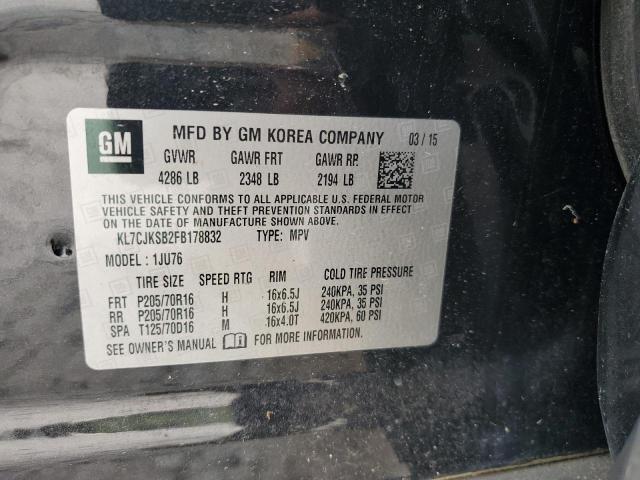 GM
MFD BY GM KOREA COMPANY 03 / 15
GVWR GAWR FRT GAWR RR
4286 LB 2348 LB 2194 LB
THIS VEHICLE CONFORMS TO ALL APPLICABLE U.S. FEDERAL MOTOR
VEHICLE SAFETY AND THEFT PREVENTION STANDARDS IN EFFECT
ON THE DATE OF MANUFACTURE SHOWN ABOVE.
KL7CJKSB2FB178832 TYPE: MPV
MODEL : 1JU76
TIRE SIZE SPEED RTG RIM COLD TIRE PRESSURE
FRT P205/70R16 H 16x6.5J 240KPA, 35 PSI
RR P205/70R16 H 16x6.5J 240KPA, 35 PSI
SPA T125/70D16 M 16x4.0T 420KPA, 60 PSI
SEE OWNER'S MANUAL FOR MORE INFORMATION.